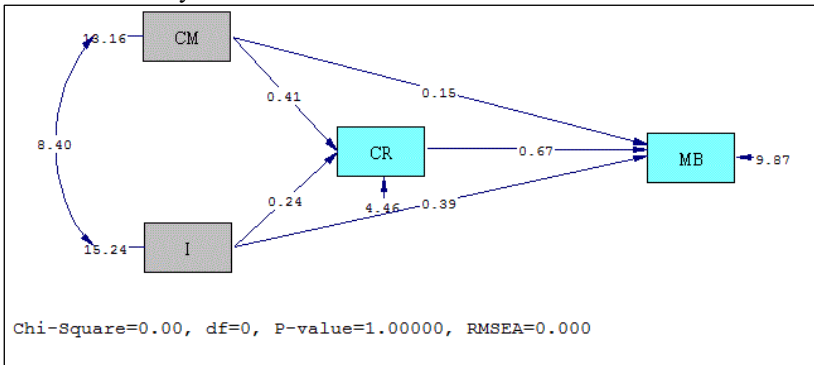 13.16
CM
0.41
0.15
8.40
CR
0.67
MB
9.87
0.24
4.46
0.39
15.24
I
Chi-Square=0.00, df=0, P-value=1.00000, RMSEA=0.000